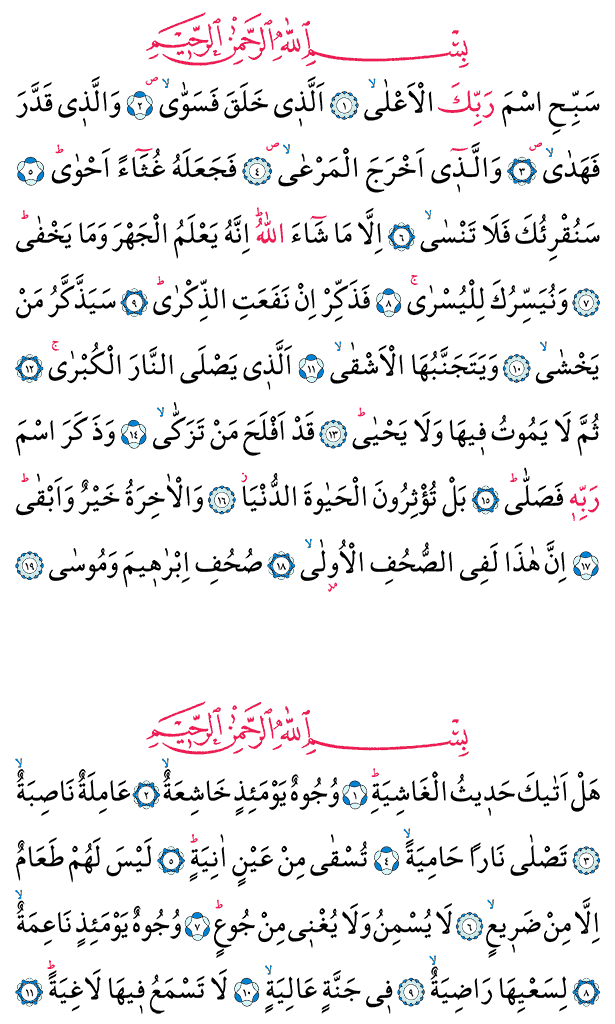 بِسْمِ اللّٰهِ الرَّحْمٰنِ الرَّحٖيمِ
سَبِّحِ اسْمَ رَبِّكَ الْاَعْلٰىۙ ﴿١﴾ اَلَّذٖى خَلَقَ فَسَوّٰىۙࣕ ﴿٢﴾ وَالَّذٖى قَدَّرَ
فَهَدٰىۙࣕ ﴿٣﴾ وَالَّذٖٓى اَخْرَجَ الْمَرْعٰىۙࣕ ﴿٤﴾ فَجَعَلَهُ غُثَٓاءً اَحْوٰىؕ ﴿٥﴾
سَنُقْرِئُكَ فَلَا تَنْسٰىۙ ﴿٦﴾ اِلَّا مَا شَٓاءَ اللّٰهُؕ اِنَّهُ يَعْلَمُ الْجَهْرَ وَمَا يَخْفٰىؕ
﴿٧﴾ وَنُيَسِّرُكَ لِلْيُسْرٰىۚ ﴿٨﴾ فَذَكِّرْ اِنْ نَفَعَتِ الذِّكْرٰىؕ ﴿٩﴾ سَيَذَّكَّرُ مَنْ
يَخْشٰىۙ ﴿١٠﴾ وَيَتَجَنَّبُهَا الْاَشْقٰىۙ ﴿١١﴾ اَلَّذٖى يَصْلَى النَّارَ الْكُبْرٰىۚ ﴿١٢﴾
ثُمَّ لَا يَمُوتُ فٖيهَا وَلَا يَحْيٰىؕ ﴿١٣﴾ قَدْ اَفْلَحَ مَنْ تَزَكّٰىۙ ﴿١٤﴾ وَذَكَرَ اسْمَ
رَبِّهٖ فَصَلّٰىؕ ﴿١٥﴾ بَلْ تُؤْثِرُونَ الْحَيٰوةَ الدُّنْيَاؗ ﴿١٦﴾ وَالْاٰخِرَةُ خَيْرٌ وَاَبْقٰىؕ
﴿١٧﴾ اِنَّ هٰذَا لَفِى الصُّحُفِ الْاُولٰىۙ ﴿١٨﴾ صُحُفِ اِبْرٰهٖيمَ وَمُوسٰى ﴿١٩﴾
بِسْمِ اللّٰهِ الرَّحْمٰنِ الرَّحٖيمِ
هَلْ اَتٰيكَ حَدٖيثُ الْغَاشِيَةِؕ ﴿١﴾ وُجُوهٌ يَوْمَئِذٍ خَاشِعَةٌۙ ﴿٢﴾ عَامِلَةٌ نَاصِبَةٌۙ
﴿٣﴾ تَصْلٰى نَاراً حَامِيَةًۙ ﴿٤﴾ تُسْقٰى مِنْ عَيْنٍ اٰنِيَةٍؕ ﴿٥﴾ لَيْسَ لَهُمْ طَعَامٌ
اِلَّا مِنْ ضَرٖيعٍۙ ﴿٦﴾ لَا يُسْمِنُ وَلَا يُغْنٖى مِنْ جُوعٍؕ ﴿٧﴾ وُجُوهٌ يَوْمَئِذٍ نَاعِمَةٌۙ
﴿٨﴾ لِسَعْيِهَا رَاضِيَةٌۙ ﴿٩﴾ فٖى جَنَّةٍ عَالِيَةٍۙ ﴿١٠﴾ لَا تَسْمَعُ فٖيهَا لَاغِيَةًؕ ﴿١١﴾